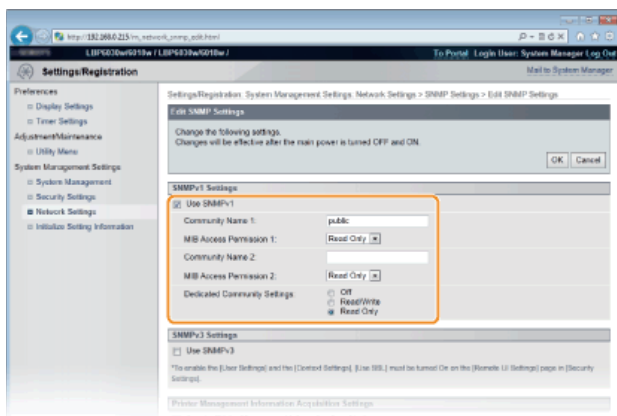 http://192.168.0.215/m_network_snmp_edit.html
LBP6030w/6018w / LBP6030w/6018w /
To Portal Login User: System Manager Log Out
Settings/Registration
Mail to System Manager
Preferences
Display Settings
Timer Settings
Adjustment/Maintenance
Utility Menu
System Management Settings
System Management
Security Settings
Network Settings
Initialize Setting Information
Settings/Registration: System Management Settings: Network Settings > SNMP Settings > Edit SNMP Settings
Edit SNMP Settings
Change the following settings.
Changes will be effective after the main power is turned OFF and ON.
OK Cancel
SNMPv1 Settings
Use SNMPv1
Community Name 1: public
MIB Access Permission 1: Read Only
Community Name 2:
MIB Access Permission 2: Read Only
Dedicated Community Settings: Off
Read/Write
Read Only
SNMPv3 Settings
Use SNMPv3
*To enable the [User Settings] and the [Context Settings], [Use SSL] must be turned On on the [Remote UI Settings] page in [Security
Settings].
Printer Management Information Acquisition Settings